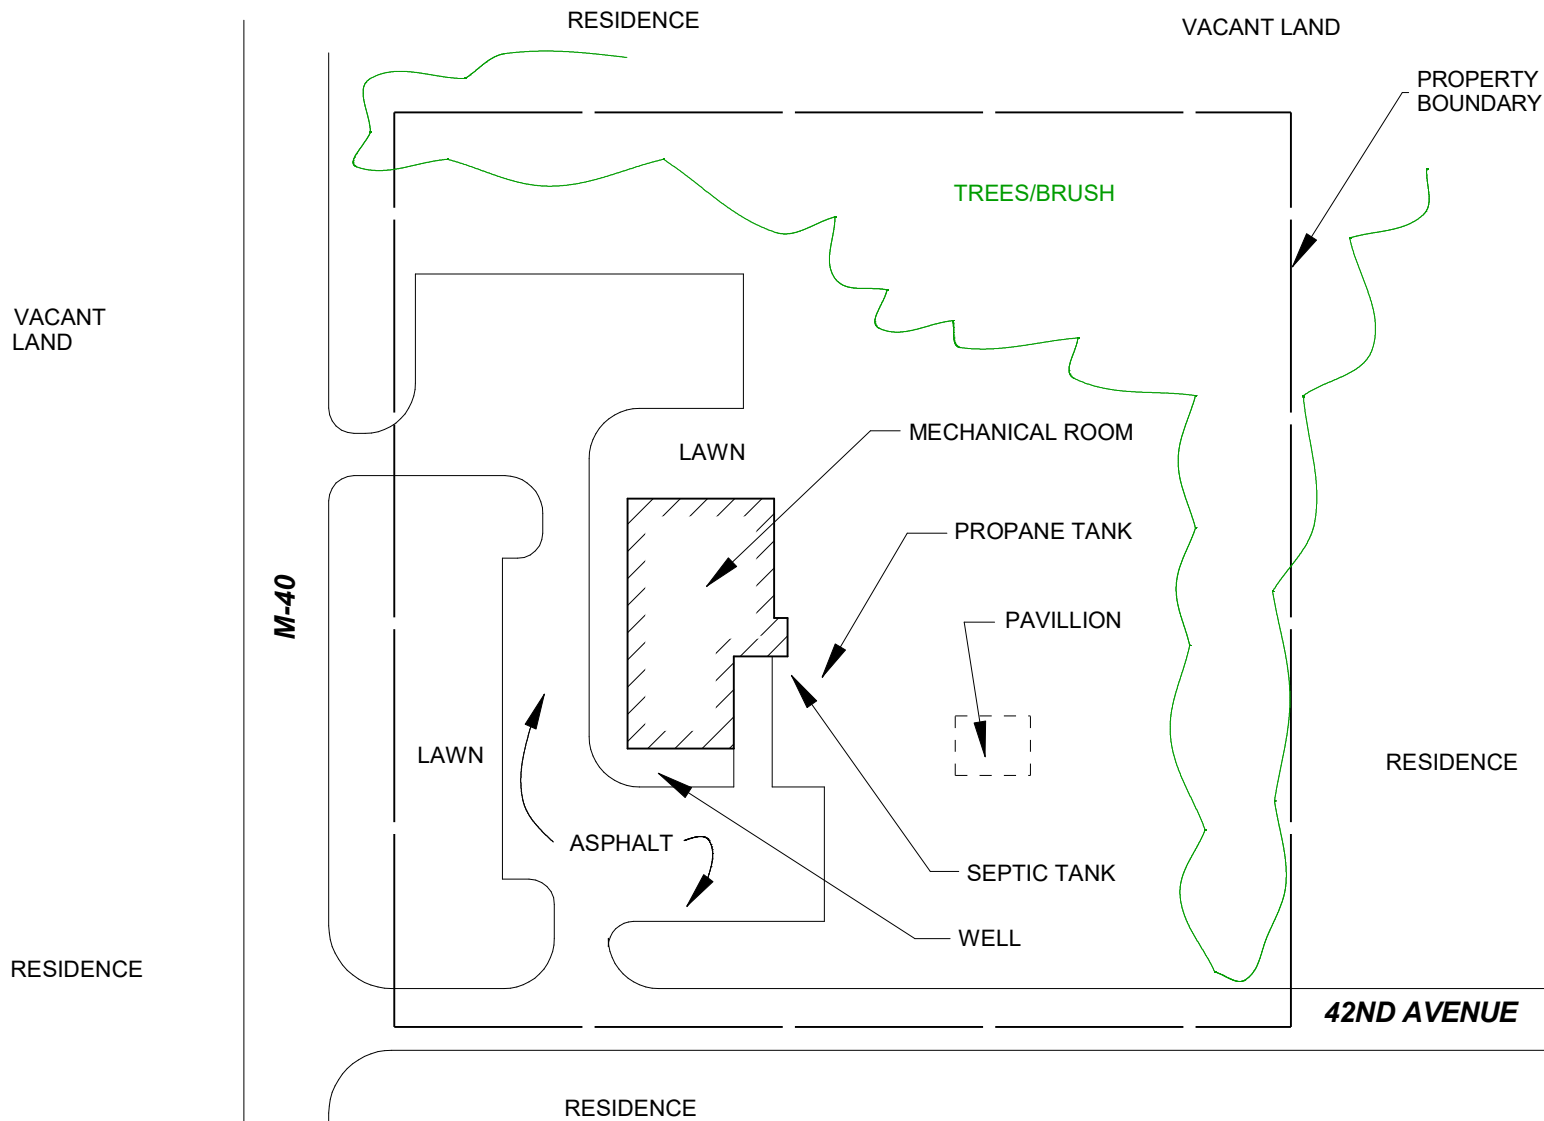 RESIDENCE
VACANT LAND
PROPERTY
BOUNDARY
TREES/BRUSH
VACANT
LAND
MECHANICAL ROOM
LAWN
PROPANE TANK
M-40
PAVILLION
LAWN
RESIDENCE
ASPHALT
SEPTIC TANK
WELL
RESIDENCE
42ND AVENUE
RESIDENCE